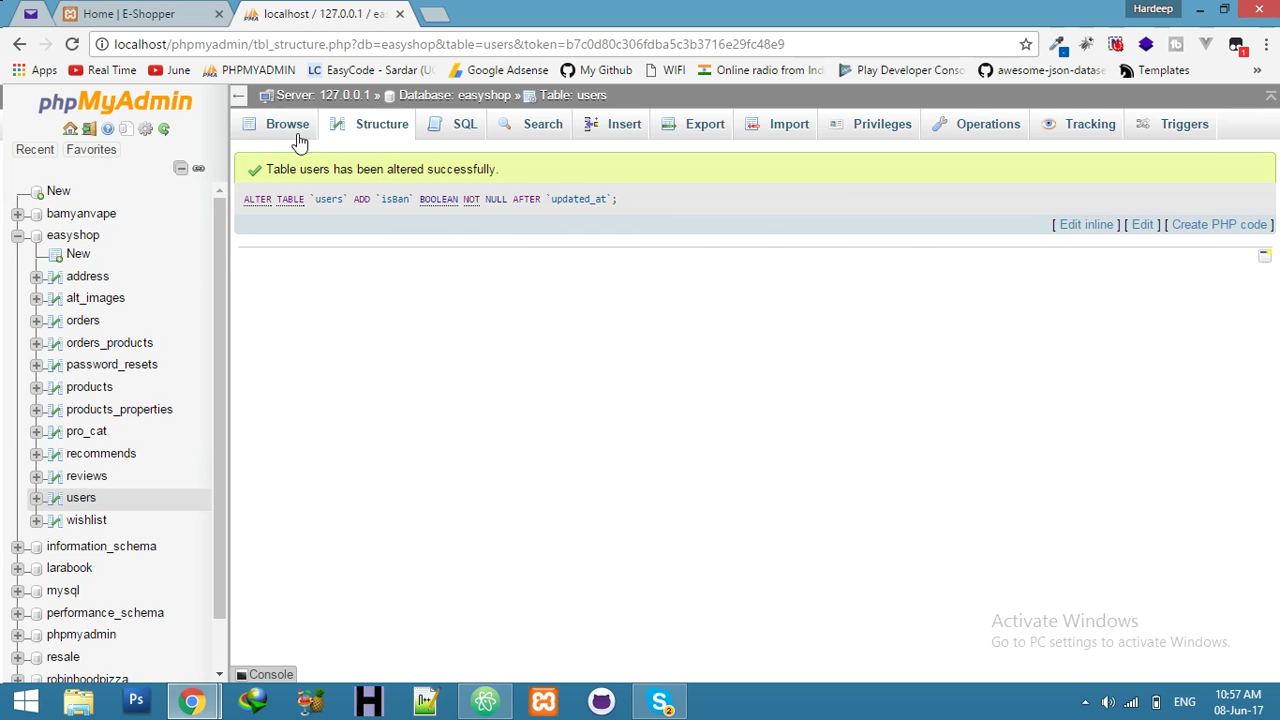 Home | E-Shopper
localhost / 127.0.0.1 / eas
Hardeep
localhost/phpmyadmin/tbl_structure.php?db=easyshop&table=users&token=b7c0d80c306fdba5c3b3716e29fc48e9
Apps
Real Time
June
PHPMYADMIN
LC EasyCode - Sardar (UC
Google Adsense
My Github
WIFI
Online radio from Ind
Play Developer Conso
awesome-json-datase
Templates
»
phpMyAdmin
Server: 127.0.0.1 » Database: easyshop » Table: users
Browse
Structure
SQL
Search
Insert
Export
Import
Privileges
Operations
Tracking
Triggers
Recent
Favorites
Table users has been altered successfully.
ALTER TABLE `users` ADD `isBan` BOOLEAN NOT NULL AFTER `updated_at`;
[ Edit inline ] [ Edit ] [ Create PHP code ]
New
bamyanvape
easyshop
New
address
alt_images
orders
orders_products
password_resets
products
products_properties
pro_cat
recommends
reviews
users
wishlist
information_schema
larabook
mysql
performance_schema
phpmyadmin
resale
robinhoodpizza
Activate Windows
Go to PC settings to activate Windows.
Console
Ps
H
S
2
ENG
10:57 AM
08-Jun-17